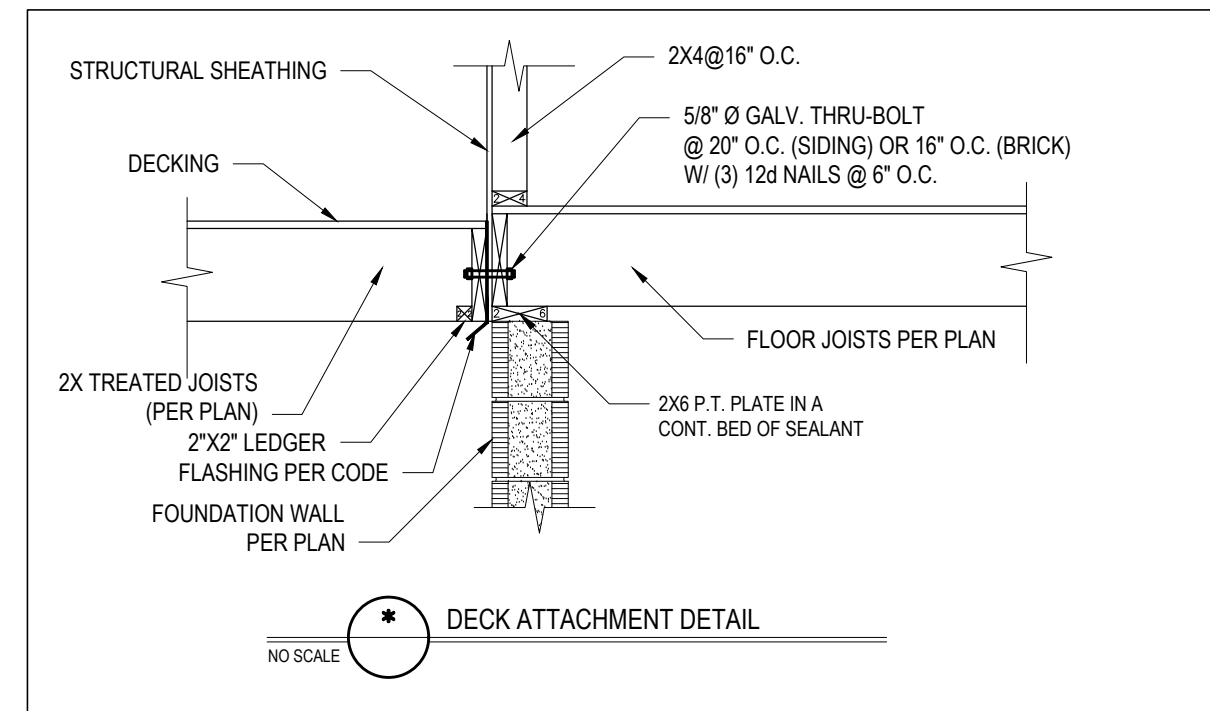 STRUCTURAL SHEATHING
2X4@16" O.C.
5/8" Ø GALV. THRU-BOLT
@ 20" O.C. (SIDING) OR 16" O.C. (BRICK)
W/ (3) 12d NAILS @ 6" O.C.
DECKING
2 4
2 2
2 6
FLOOR JOISTS PER PLAN
2X TREATED JOISTS
(PER PLAN)
2X6 P.T. PLATE IN A
CONT. BED OF SEALANT
2"X2" LEDGER
FLASHING PER CODE
FOUNDATION WALL
PER PLAN
*
DECK ATTACHMENT DETAIL
NO SCALE